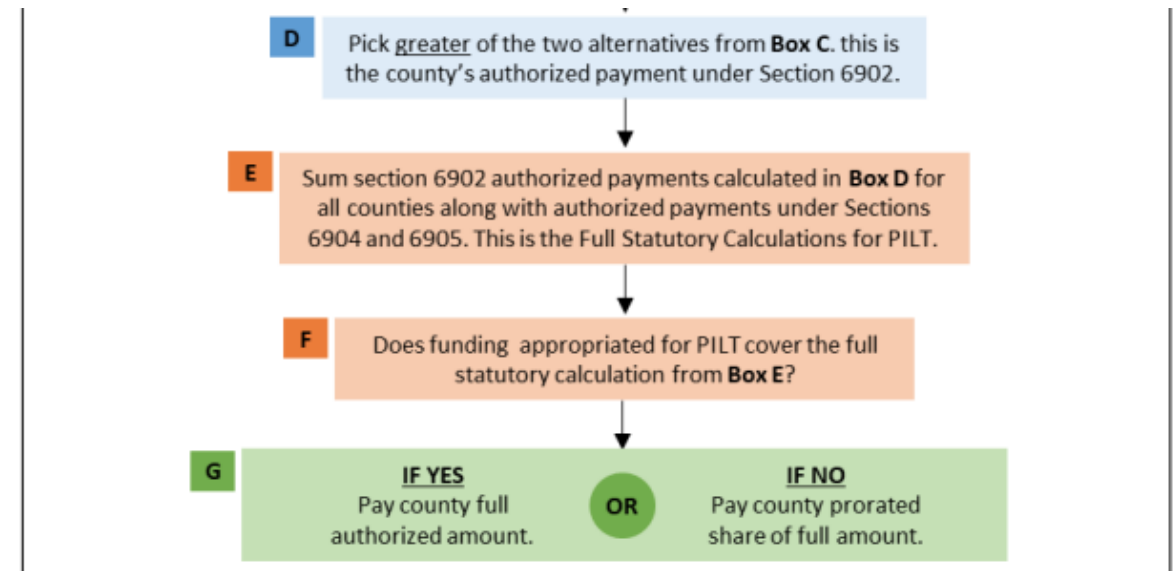 D
Pick greater of the two alternatives from Box C. this is
the county's authorized payment under Section 6902.
E
Sum section 6902 authorized payments calculated in Box D for
all counties along with authorized payments under Sections
6904 and 6905. This is the Full Statutory Calculations for PILT.
F
Does funding appropriated for PILT cover the full
statutory calculation from Box E?
G
IF YES
Pay county full
authorized amount.
OR
IF NO
Pay county prorated
share of full amount.